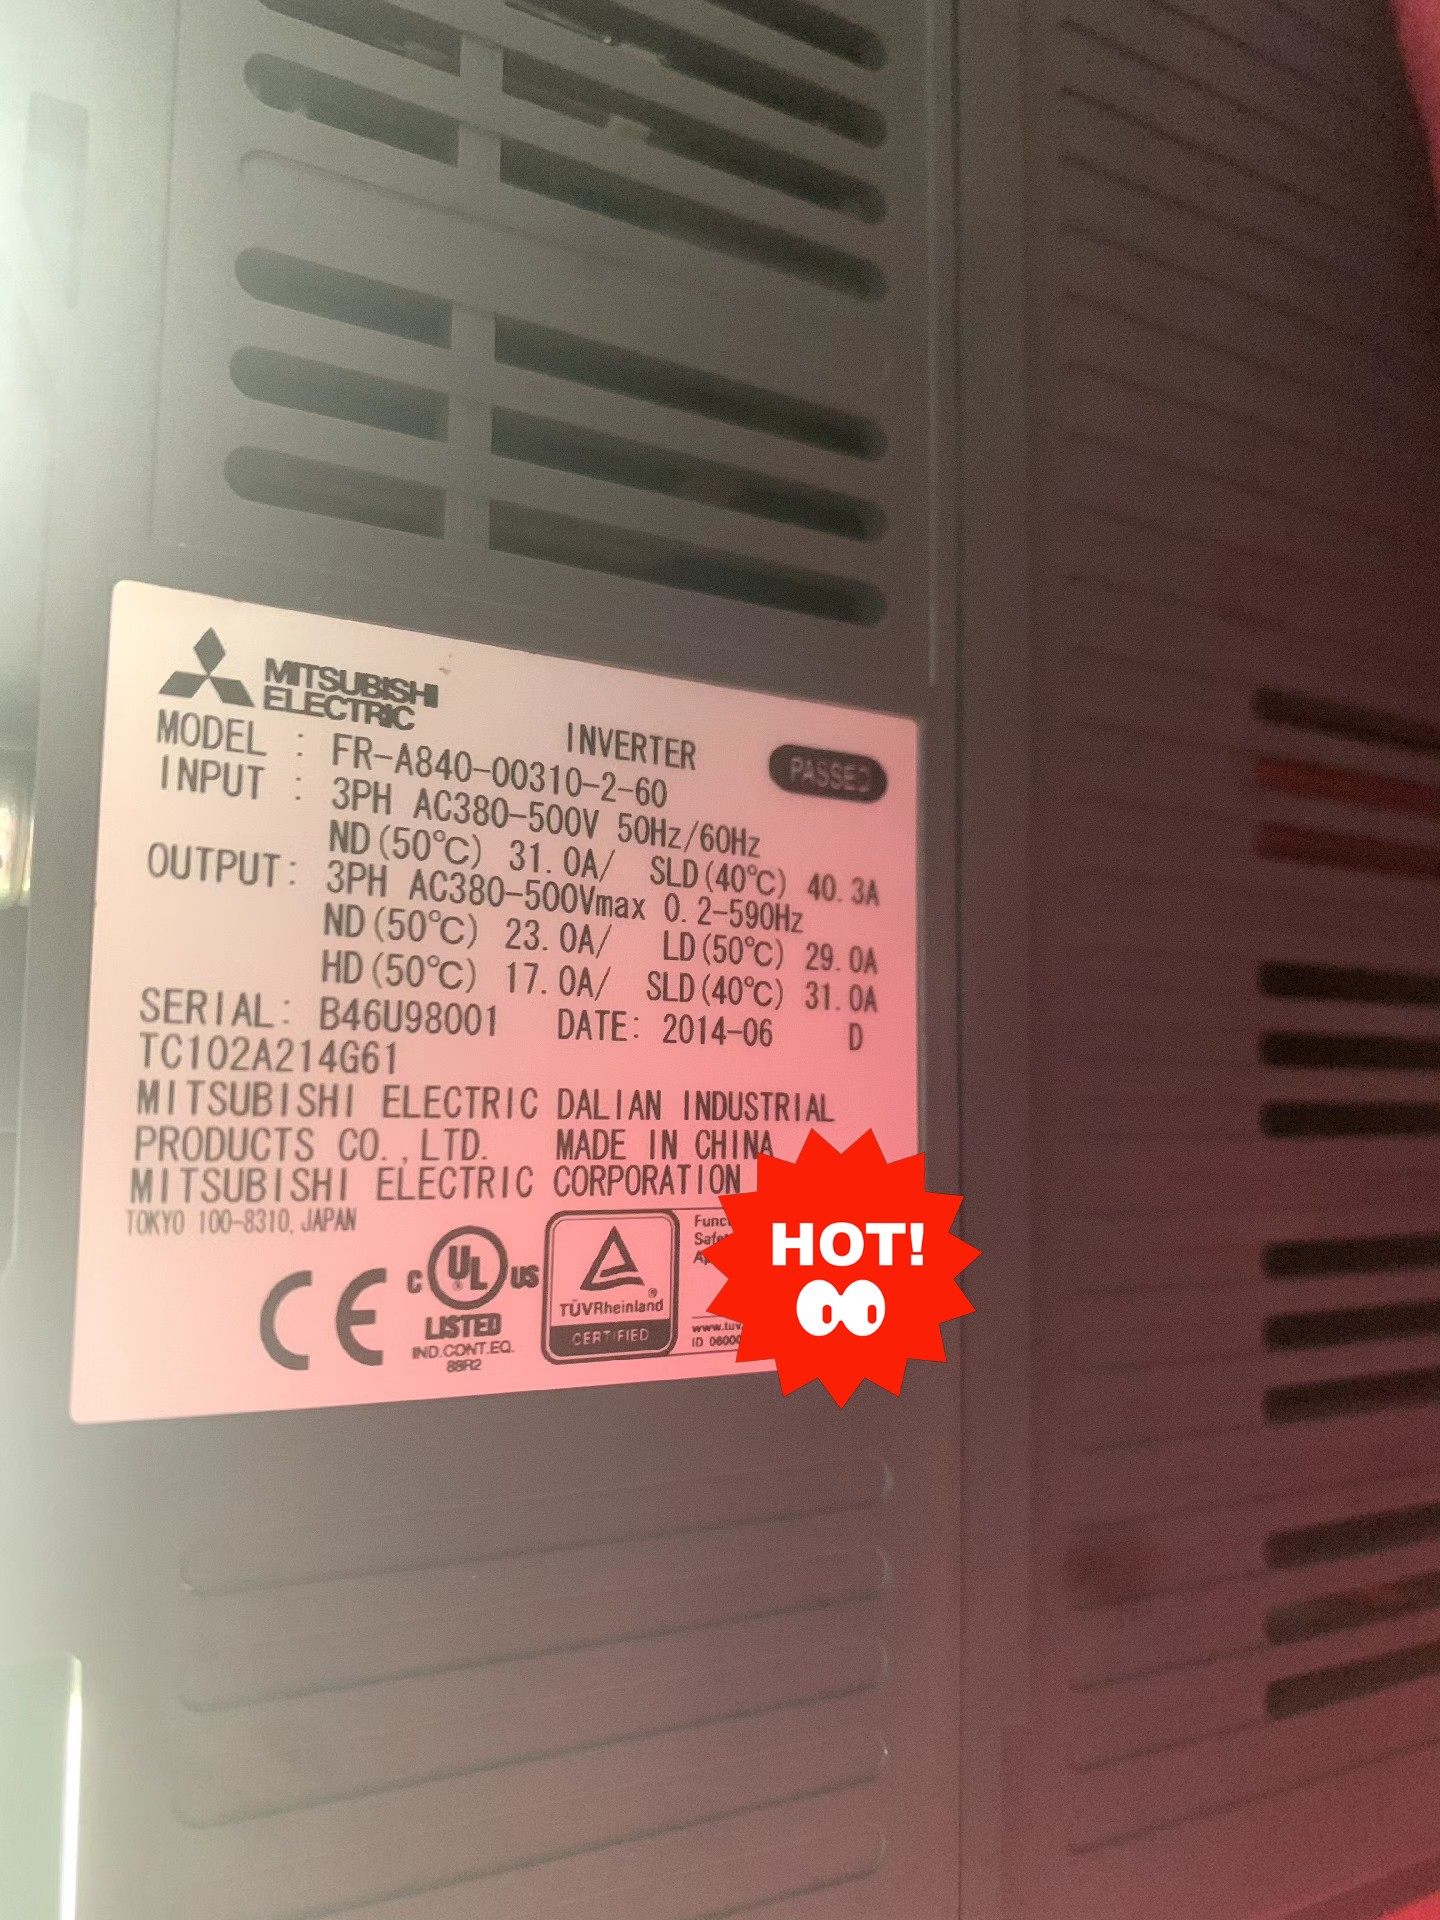 MITSUBISHI
ELECTRIC
INVERTER
PASSED
MODEL : FR-A840-00310-2-60
INPUT : 3PH AC380-500V 50Hz/60Hz
ND(50℃) 31.0A/ SLD(40℃) 40.3A
OUTPUT: 3PH AC380-500Vmax 0.2-590Hz
ND(50℃) 23.0A/ LD(50℃) 29.0A
HD(50℃) 17.0A/ SLD(40℃) 31.0A
SERIAL: B46U98001 DATE: 2014-06 D
TC102A214G61
MITSUBISHI ELECTRIC DALIAN INDUSTRIAL
PRODUCTS CO.,LTD. MADE IN CHINA
MITSUBISHI ELECTRIC CORPORATION
TOKYO 100-8310, JAPAN
CE
C UL US
®
LISTED
IND.CONT.EQ.
88R2
®
TÜVRheinland
CERTIFIED
www.tuv
ID 0600
HOT!